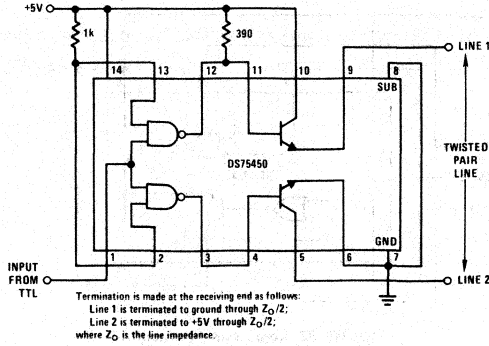 +5V
1k
390
LINE 1
14 13 12 11 10 9 8
SUB
DS75450
TWISTED
PAIR
LINE
GND
1 2 3 4 5 6 7
INPUT
FROM
TTL
LINE 2
Termination is made at the receiving end as follows:
Line 1 is terminated to ground through ZO/2;
Line 2 is terminated to +5V through ZO/2;
where ZO is the line impedance.